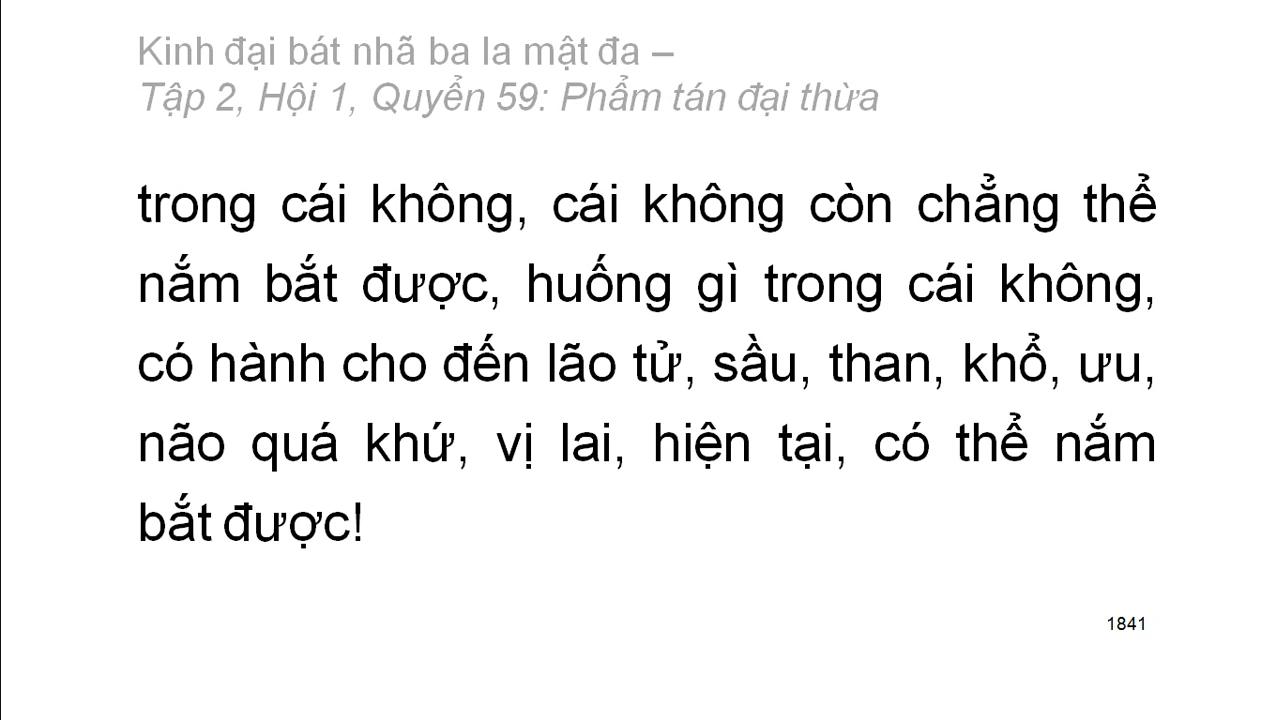 Kinh đại bát nhã ba la mật đa –
Tập 2, Hội 1, Quyển 59: Phẩm tán đại thừa
trong cái không, cái không còn chẳng thể
nắm bắt được, huống gì trong cái không,
có hành cho đến lão tử, sầu, than, khổ, ưu,
não quá khứ, vị lai, hiện tại, có thể nắm
bắt được!
1841